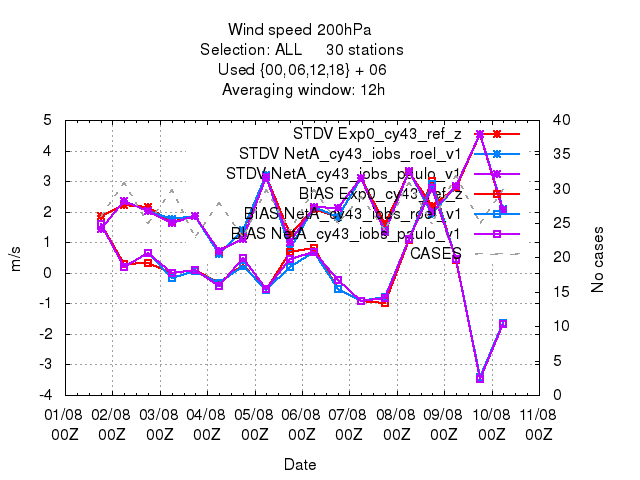 Wind speed 200hPa
Selection: ALL 30 stations
Used {00,06,12,18} + 06
Averaging window: 12h
STDV Exp0_cy43_ref_z
STDV NetA_cy43_iobs_roel_v1
STDV NetA_cy43_iobs_paulo_v1
BIAS Exp0_cy43_ref_z
BIAS NetA_cy43_iobs_roel_v1
BIAS NetA_cy43_iobs_paulo_v1
CASES
5
4
3
2
1
0
-1
-2
-3
-4
m/s
40
35
30
25
20
15
10
5
0
No cases
01/08 02/08 03/08 04/08 05/08 06/08 07/08 08/08 09/08 10/08 11/08
00Z 00Z 00Z 00Z 00Z 00Z 00Z 00Z 00Z 00Z 00Z
Date